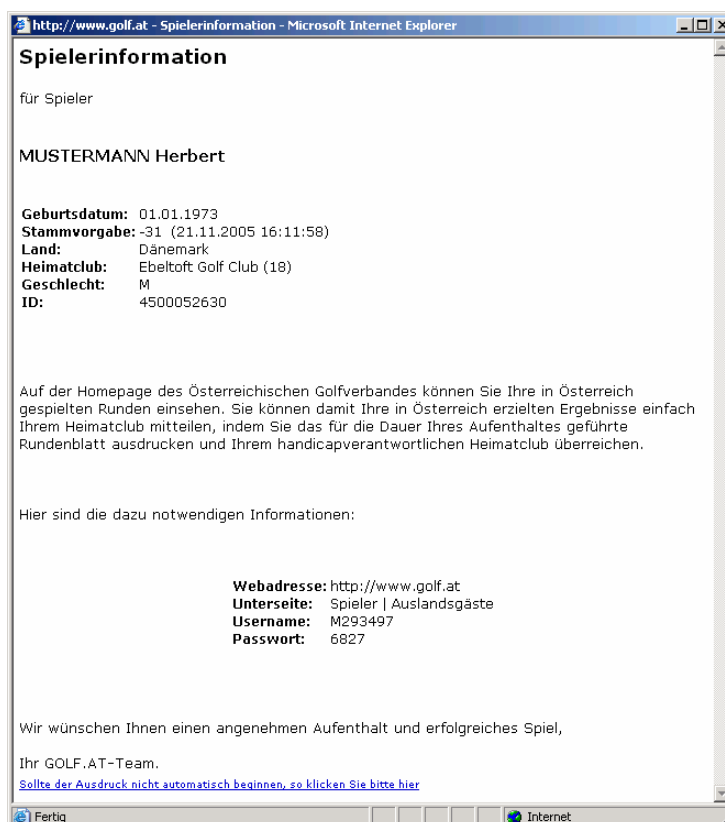 http://www.golf.at - Spielerinformation - Microsoft Internet Explorer
Spielerinformation
für Spieler
MUSTERMANN Herbert
Geburtsdatum: 01.01.1973
Stammvorgabe: -31 (21.11.2005 16:11:58)
Land: Dänemark
Heimatclub: Ebeltoft Golf Club (18)
Geschlecht: M
ID: 4500052630
Auf der Homepage des Österreichischen Golfverbandes können Sie Ihre in Österreich
gespielten Runden einsehen. Sie können damit Ihre in Österreich erzielten Ergebnisse einfach
Ihrem Heimatclub mitteilen, indem Sie das für die Dauer Ihres Aufenthaltes geführte
Rundenblatt ausdrucken und Ihrem handicapverantwortlichen Heimatclub überreichen.
Hier sind die dazu notwendigen Informationen:
Webadresse: http://www.golf.at
Unterseite: Spieler | Auslandsgäste
Username: M293497
Passwort: 6827
Wir wünschen Ihnen einen angenehmen Aufenthalt und erfolgreiches Spiel,
Ihr GOLF.AT-Team.
Sollte der Ausdruck nicht automatisch beginnen, so klicken Sie bitte hier
Fertig Internet